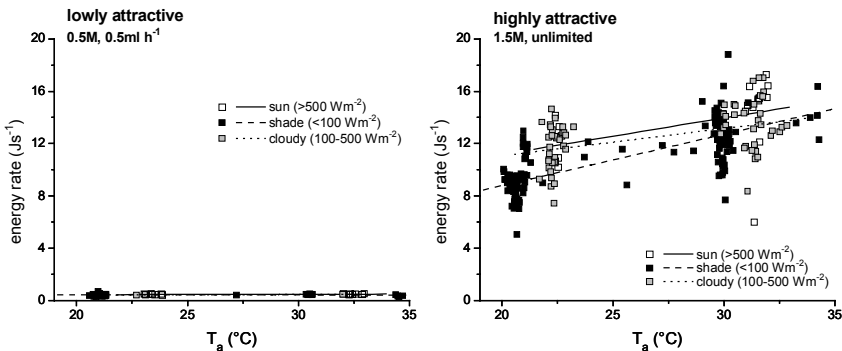 lowly attractive
0.5M, 0.5ml h⁻¹
20
16
12
8
4
0
energy rate (Js⁻¹)
sun (>500 Wm⁻²)
shade (<100 Wm⁻²)
cloudy (100-500 Wm⁻²)
20
25
30
35
Tₐ (°C)
highly attractive
1.5M, unlimited
20
16
12
8
4
0
energy rate (Js⁻¹)
sun (>500 Wm⁻²)
shade (<100 Wm⁻²)
cloudy (100-500 Wm⁻²)
20
25
30
35
Tₐ (°C)